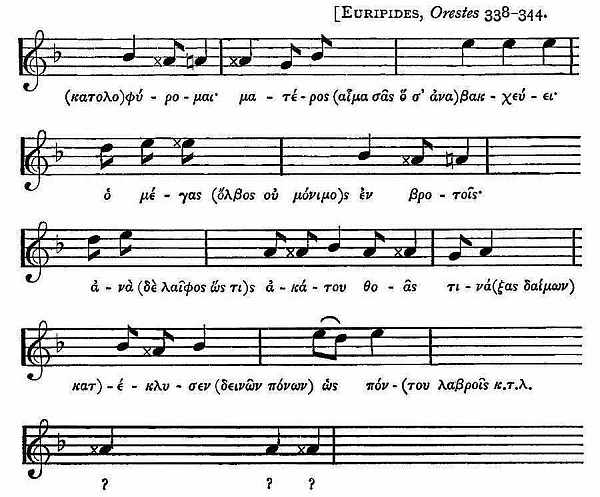 [EURIPIDES, Orestes 338–344.
(κατολο)φύ - ρο - μαι· μα - τέ - ρος (αἷμα σᾶς ὅ σ' ἀνα)βακ - χεύ - ει·
ὁ μέ - γας (ὄλβος οὐ μόνιμο)ς ἐν βρο - τοῖς·
ἀ - νὰ (δὲ λαῖφος ὥς τι)ς ἀ - κά - του θο - ᾶς τι - νά(ξας δαίμων)
κατ) - έ - κλυ - σεν (δεινῶν πόνων) ὡς πόν - (του λαβροῖς κ.τ.λ.
? ? ?